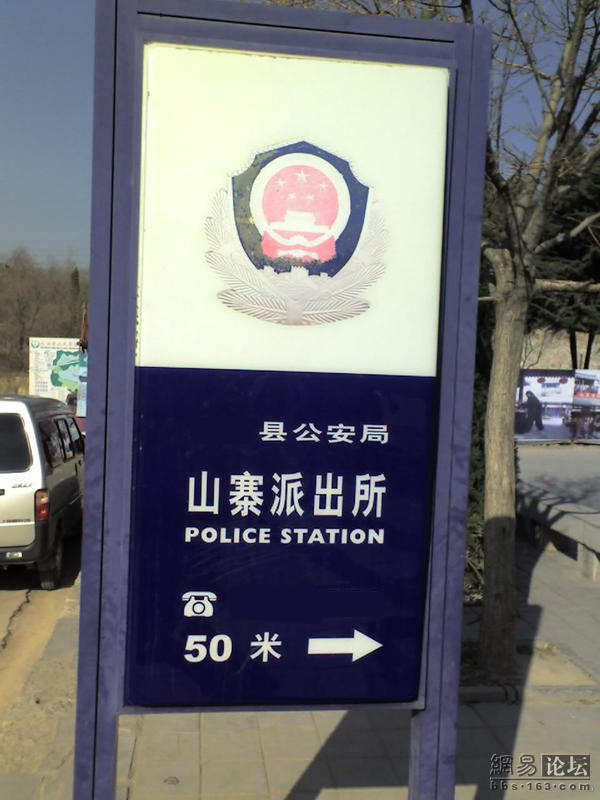 县公安局
山寨派出所
POLICE STATION
50 米
網易 论坛
bbs·163·com